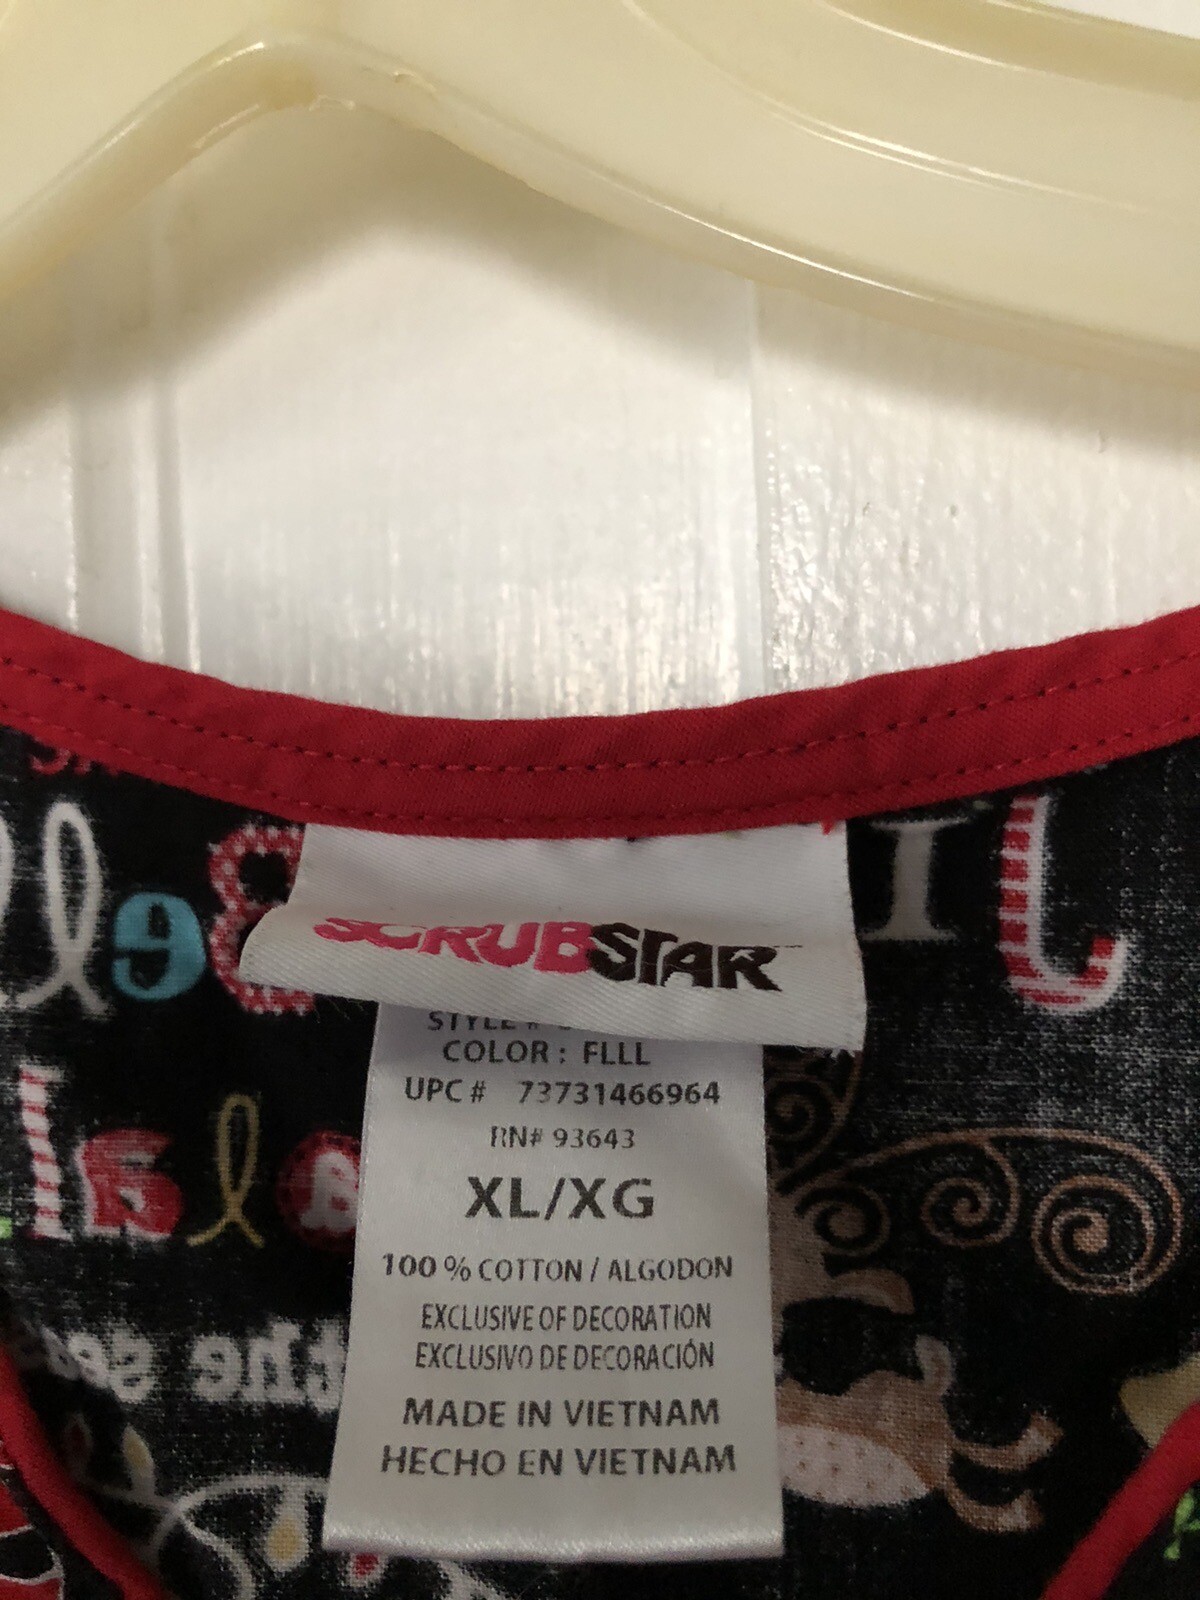 SCRUBSTAR
STYLE #
COLOR : FLLL
UPC # 73731466964
RN# 93643
XL/XG
100 % COTTON / ALGODON
EXCLUSIVE OF DECORATION
EXCLUSIVO DE DECORACIÓN
MADE IN VIETNAM
HECHO EN VIETNAM